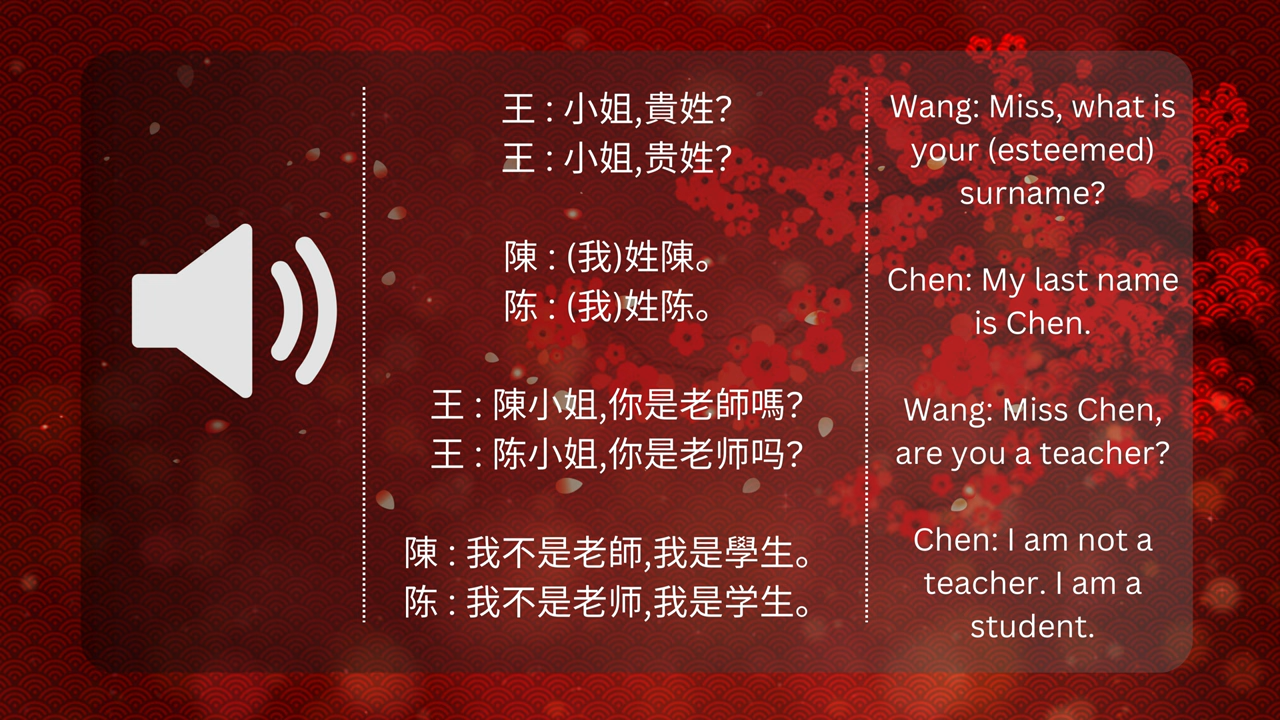 王 : 小姐,貴姓?
王 : 小姐,贵姓?
陳 : (我)姓陳。
陈 : (我)姓陈。
王 : 陳小姐,你是老師嗎?
王 : 陈小姐,你是老师吗?
陳 : 我不是老師,我是學生。
陈 : 我不是老师,我是学生。
Wang: Miss, what is
your (esteemed)
surname?
Chen: My last name
is Chen.
Wang: Miss Chen,
are you a teacher?
Chen: I am not a
teacher. I am a
student.